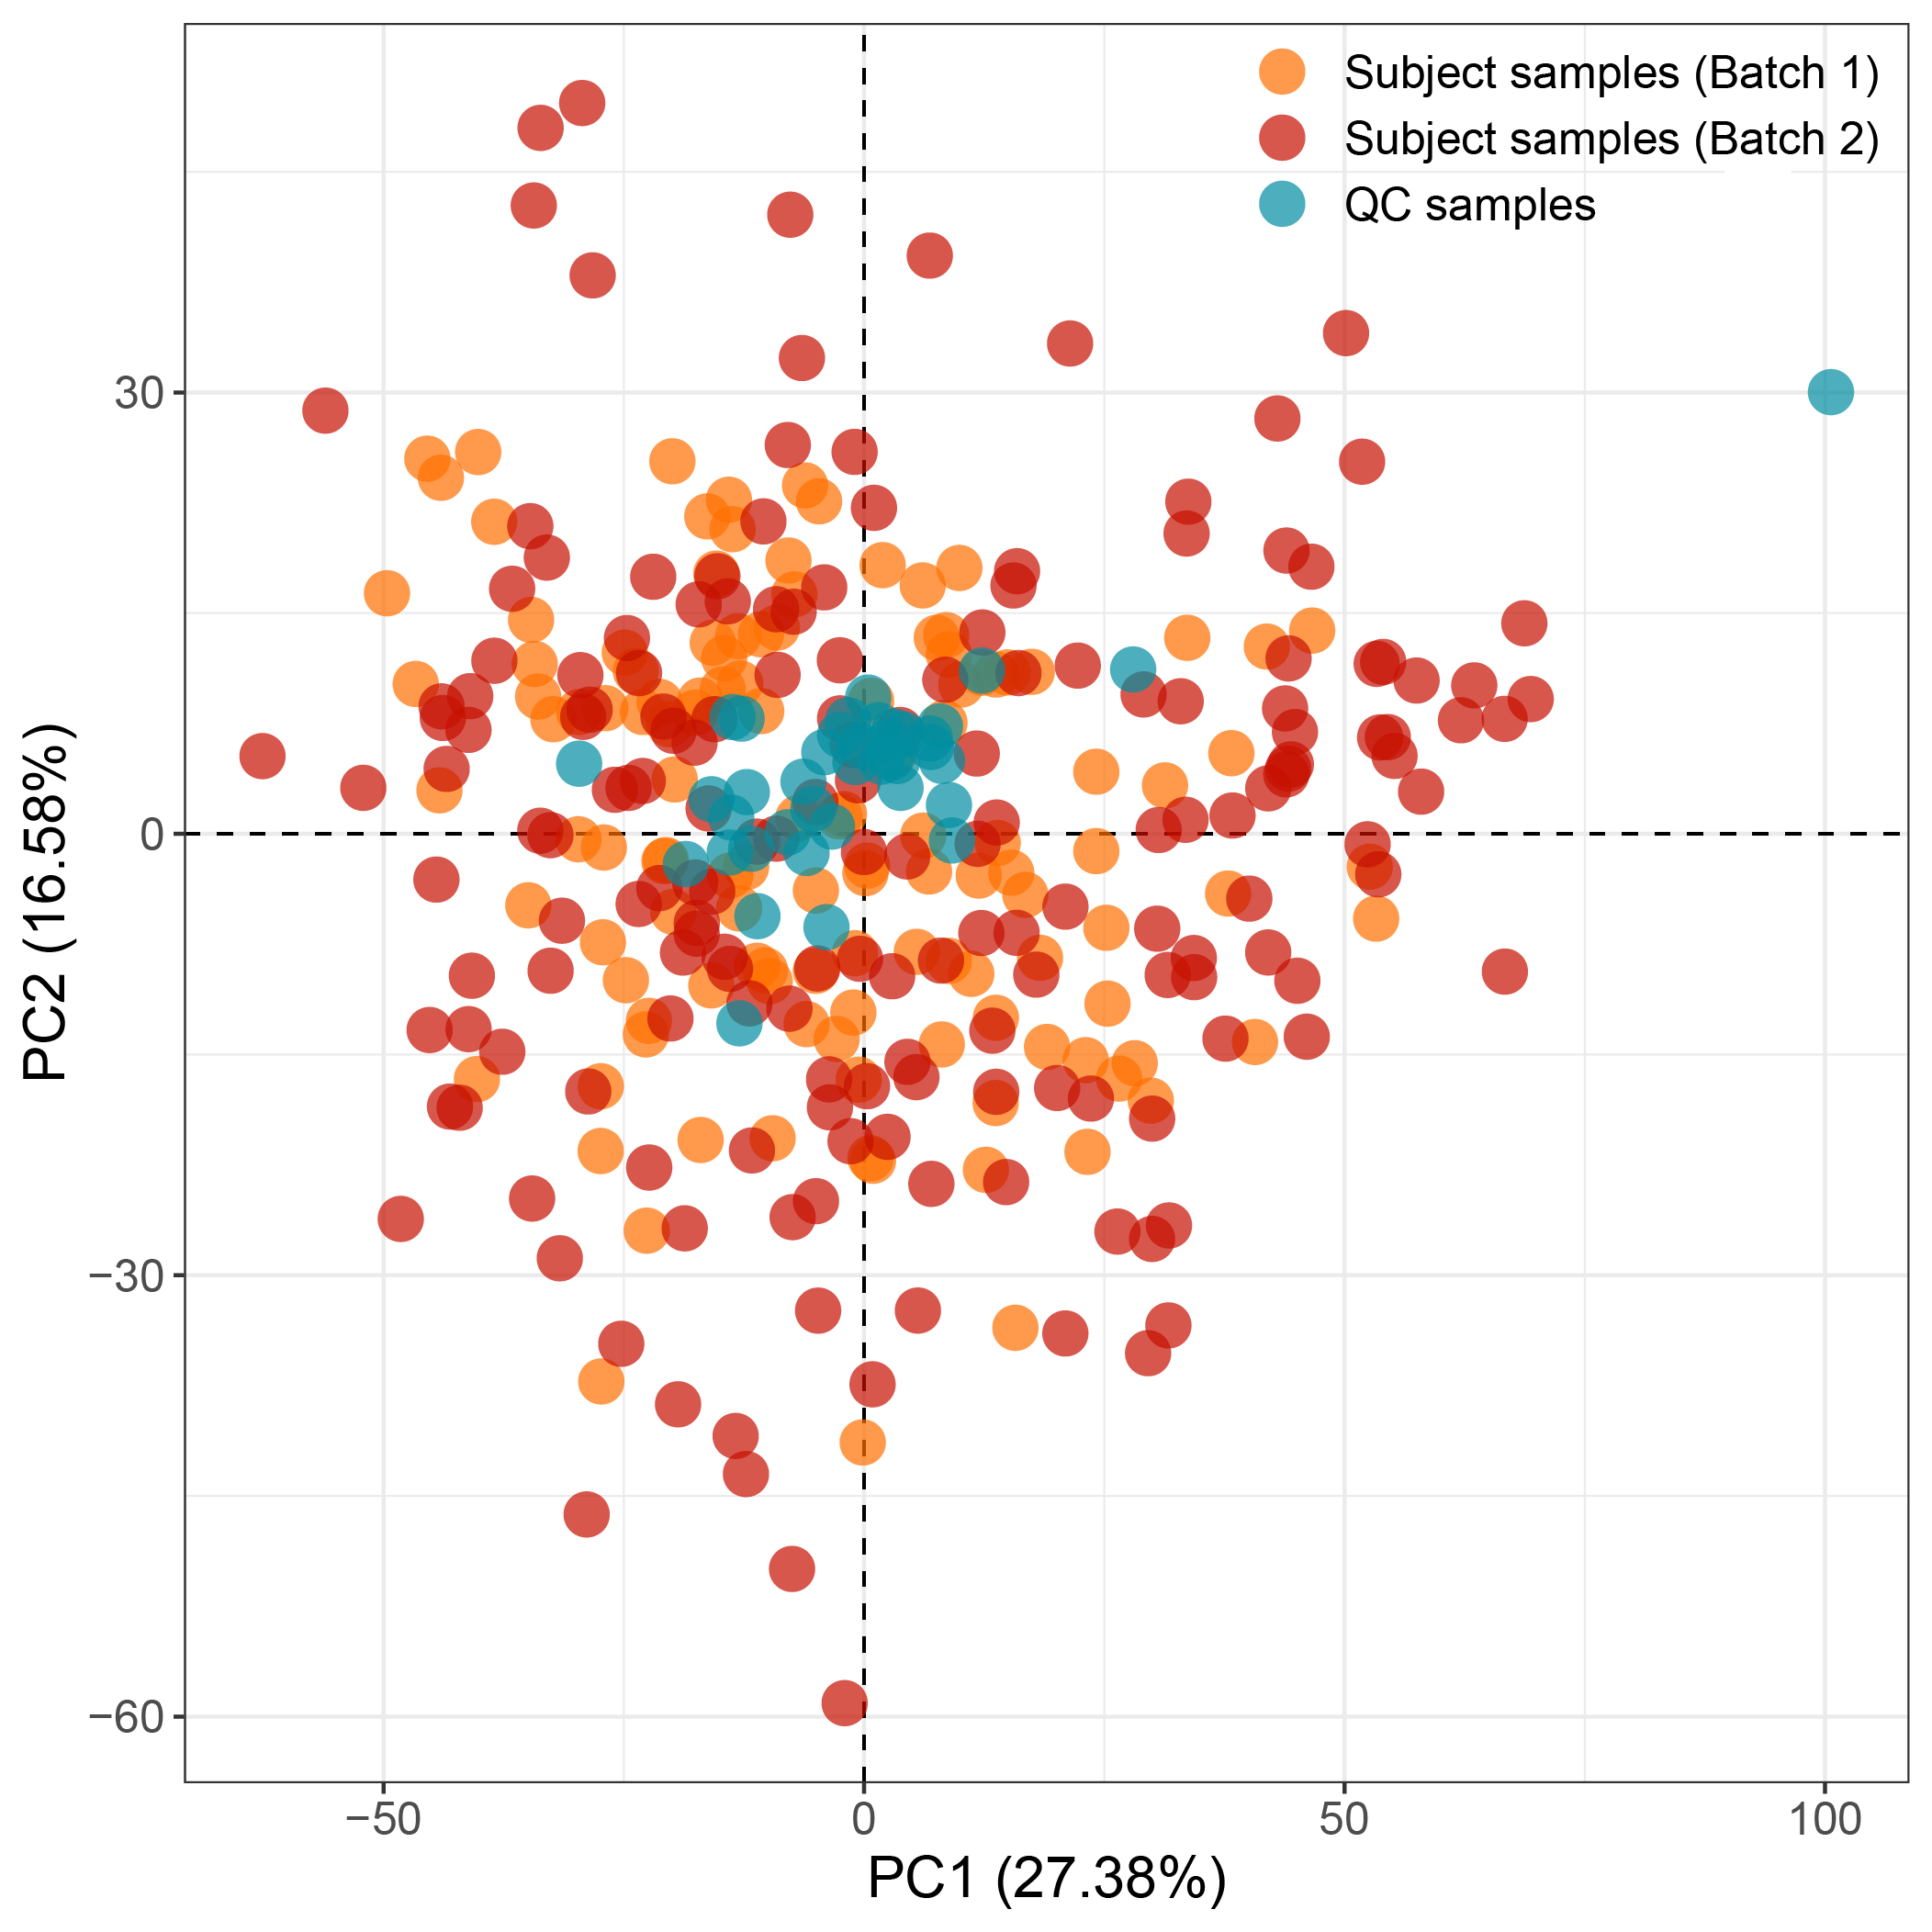 Subject samples (Batch 1)
Subject samples (Batch 2)
QC samples
30
0
−30
−60
PC2 (16.58%)
−50
0
50
100
PC1 (27.38%)